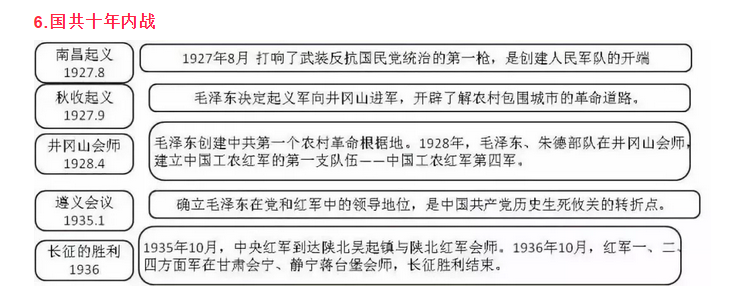 6.国共十年内战
南昌起义
1927.8
1927年8月 打响了武装反抗国民党统治的第一枪，是创建人民军队的开端
秋收起义
1927.9
毛泽东决定起义军向井冈山进军，开辟了解农村包围城市的革命道路。
井冈山会师
1928.4
毛泽东创建中共第一个农村革命根据地。1928年，毛泽东、朱德部队在井冈山会师，
建立中国工农红军的第一支队伍——中国工农红军第四军。
遵义会议
1935.1
确立毛泽东在党和红军中的领导地位，是中国共产党历史生死攸关的转折点。
长征的胜利
1936
1935年10月，中央红军到达陕北吴起镇与陕北红军会师。1936年10月，红军一、二、
四方面军在甘肃会宁、静宁蒋台堡会师，长征胜利结束。